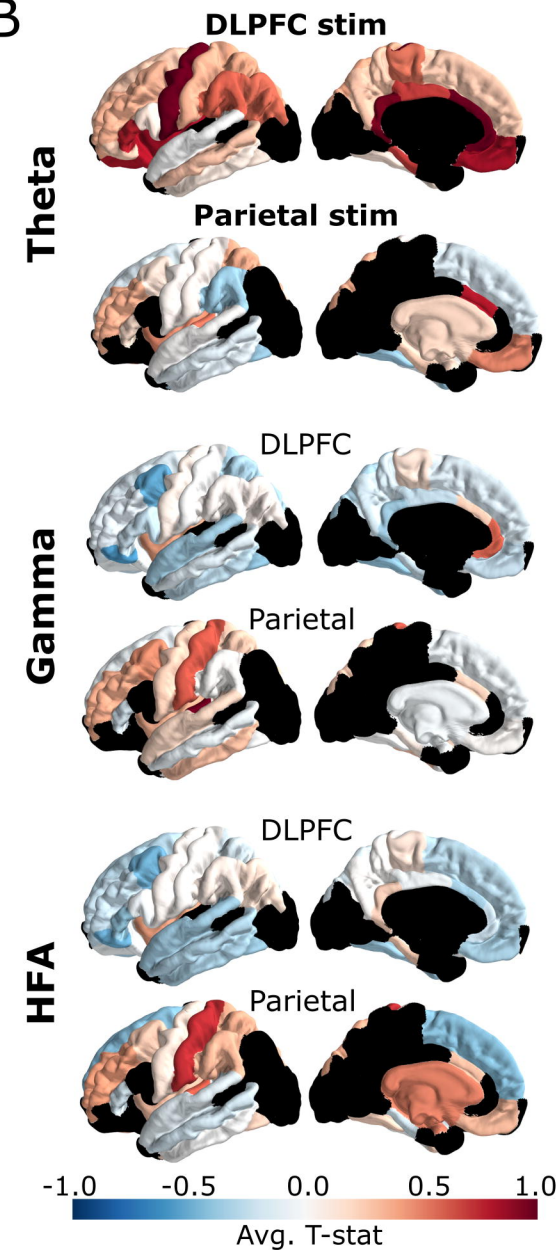 B
DLPFC stim
Theta
Parietal stim
DLPFC
Gamma
Parietal
DLPFC
HFA
Parietal
-1.0 -0.5 0.0 0.5 1.0
Avg. T-stat